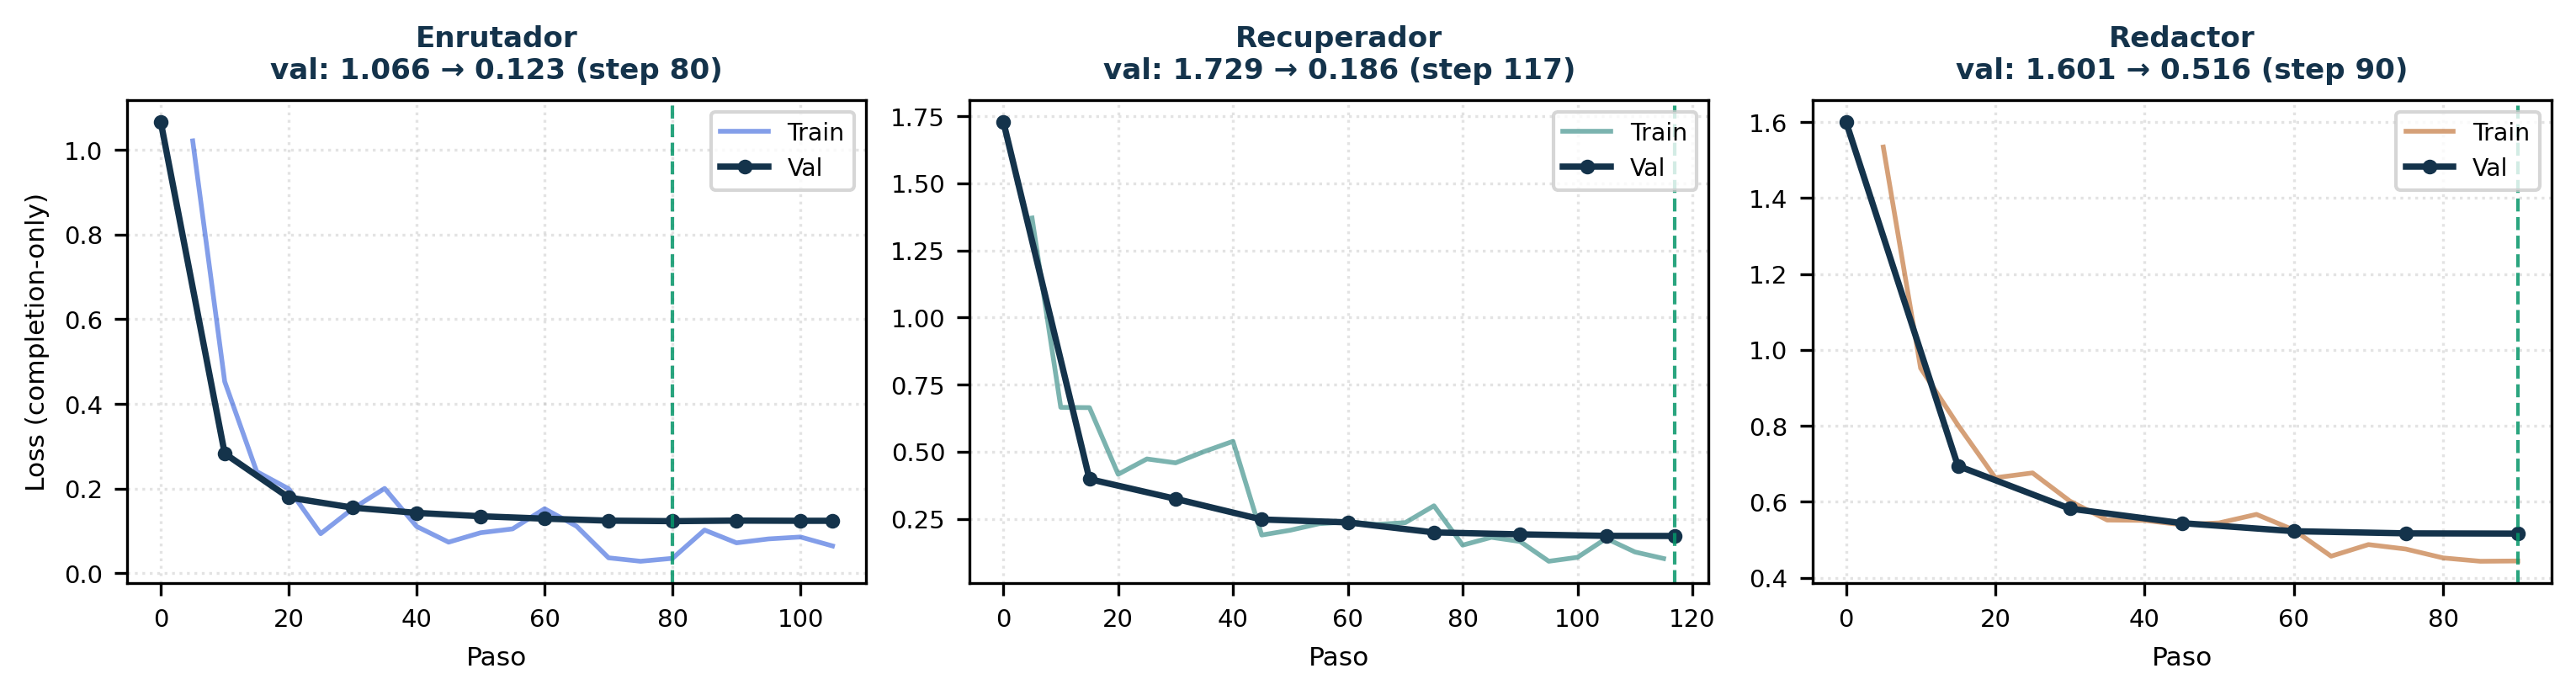 Enrutador
val: 1.066 → 0.123 (step 80)
Loss (completion-only)
1.0
0.8
0.6
0.4
0.2
0.0
Train
Val
0 20 40 60 80 100
Paso
Recuperador
val: 1.729 → 0.186 (step 117)
1.75
1.50
1.25
1.00
0.75
0.50
0.25
Train
Val
0 20 40 60 80 100 120
Paso
Redactor
val: 1.601 → 0.516 (step 90)
1.6
1.4
1.2
1.0
0.8
0.6
0.4
Train
Val
0 20 40 60 80
Paso